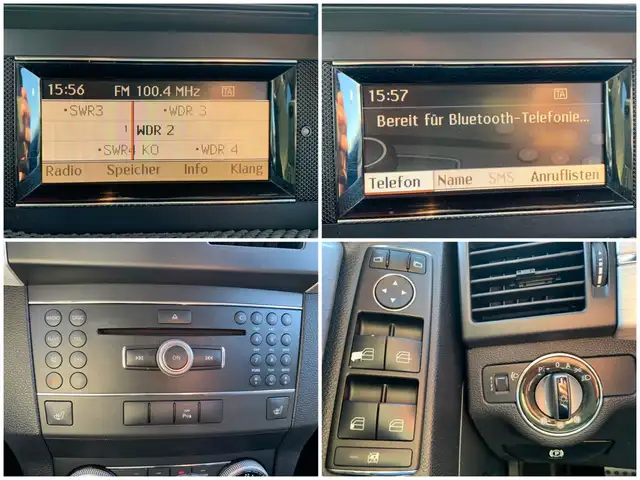 15:56 FM 100.4 MHz TA
•SWR3 •WDR 3
1 WDR 2
•SWR4 KO •WDR 4
Radio Speicher Info Klang
15:57 TA
Bereit für Bluetooth-Telefonie...
Telefon Name SMS Anruflisten
ON
P
A
P